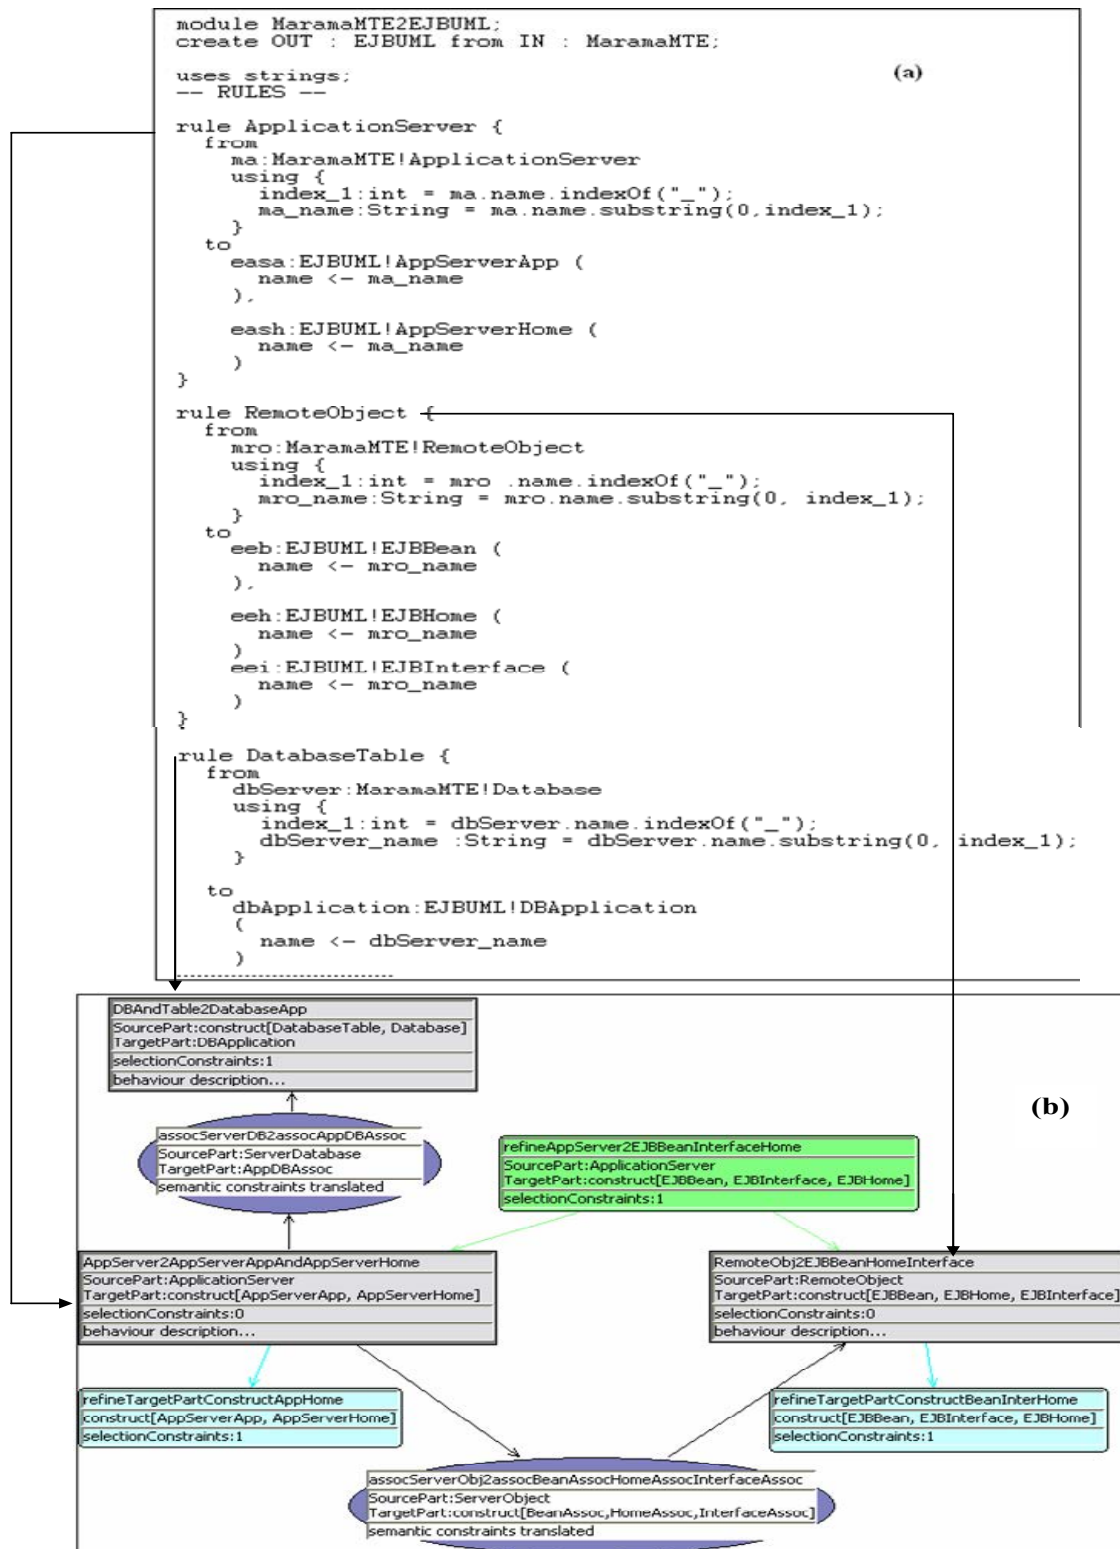 module MaramaMTE2EJBUML;
create OUT : EJBUML from IN : MaramaMTE;
uses strings;
(a)
-- RULES --
rule ApplicationServer {
from
ma:MaramaMTE!ApplicationServer
using {
index_1:int = ma.name.indexOf("_");
ma_name:String = ma.name.substring(0,index_1);
}
to
easa:EJBUML!AppServerApp (
name <- ma_name
),
eash:EJBUML!AppServerHome (
name <- ma_name
)
}
rule RemoteObject {
from
mro:MaramaMTE!RemoteObject
using {
index_1:int = mro .name.indexOf("_");
mro_name:String = mro.name.substring(0, index_1);
}
to
eeb:EJBUML!EJBBean (
name <- mro_name
),
eeh:EJBUML!EJBHome (
name <- mro_name
)
eei:EJBUML!EJBInterface (
name <- mro_name
)
}
rule DatabaseTable {
from
dbServer:MaramaMTE!Database
using {
index_1:int = dbServer.name.indexOf("_");
dbServer_name :String = dbServer.name.substring(0, index_1);
}
to
dbApplication:EJBUML!DBApplication
(
name <- dbServer_name
)
----------------------------
DBAndTable2DatabaseApp
SourcePart:construct[DatabaseTable, Database]
TargetPart:DBApplication
selectionConstraints:1
behaviour description...
(b)
assocServerDB2assocAppDBAssoc
SourcePart:ServerDatabase
TargetPart:AppDBAssoc
semantic constraints translated
refineAppServer2EJBBeanInterfaceHome
SourcePart:ApplicationServer
TargetPart:construct[EJBBean, EJBInterface, EJBHome]
selectionConstraints:1
AppServer2AppServerAppAndAppServerHome
SourcePart:ApplicationServer
TargetPart:construct[AppServerApp, AppServerHome]
selectionConstraints:0
behaviour description...
RemoteObj2EJBBeanHomeInterface
SourcePart:RemoteObject
TargetPart:construct[EJBBean, EJBHome, EJBInterface]
selectionConstraints:0
behaviour description...
refineTargetPartConstructAppHome
construct[AppServerApp, AppServerHome]
selectionConstraints:1
refineTargetPartConstructBeanInterHome
construct[EJBBean, EJBInterface, EJBHome]
selectionConstraints:1
assocServerObj2assocBeanAssocHomeAssocInterfaceAssoc
SourcePart:ServerObject
TargetPart:construct[BeanAssoc,HomeAssoc,InterfaceAssoc]
semantic constraints translated